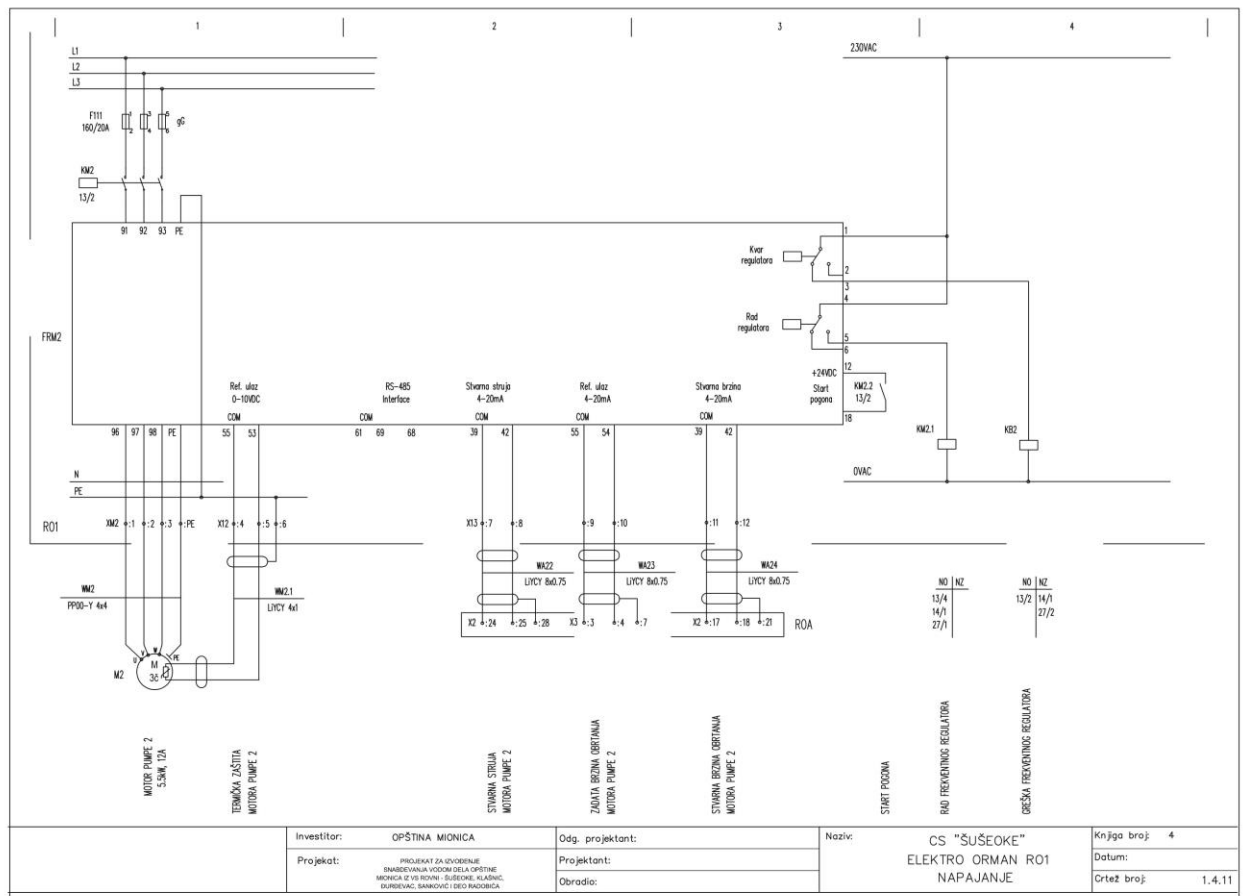 1 2 3 4
L1
L2
L3
230VAC
F111
160/20A
1 3 5
2 4 6
gG
KM2
13/2
91 92 93 PE
Kvar
regulatora
1
2
3
4
Rad
regulatora
5
6
FRM2
+24VDC
12
Start
pogona
18
KM2.2
13/2
Ref. ulaz
0-10VDC
COM
RS-485
Interface
COM
Stvarna struja
4-20mA
COM
Ref. ulaz
4-20mA
COM
Stvarna brzina
4-20mA
COM
96 97 98 PE 55 53 61 69 68 39 42 55 54 39 42
KM2.1
KB2
N
PE
0VAC
RO1
XM2 :1 :2 :3 :PE X12 :4 :5 :6 X13 :7 :8 :9 :10 :11 :12
WM2
PP00-Y 4x4
WM2.1
LiYCY 4x1
WA22
LiYCY 8x0.75
WA23
LiYCY 8x0.75
WA24
LiYCY 8x0.75
X2 :24 :25 :28 X3 :3 :4 :7 X2 :17 :18 :21
ROA
NO NZ
13/4
14/1
27/1
NO NZ
13/2 14/1
27/2
U V W PE
M2
M
3č
MOTOR PUMPE 2
5.5kW, 12A
TERMIČKA ZAŠTITA
MOTORA PUMPE 2
STVARNA STRUJA
MOTORA PUMPE 2
ZADATA BRZINA OBRTANJA
MOTORA PUMPE 2
STVARNA BRZINA OBRTANJA
MOTORA PUMPE 2
START POGONA
RAD FREKVENTNOG REGULATORA
GREŠKA FREKVENTNOG REGULATORA
Investitor: OPŠTINA MIONICA
Projekat: PROJEKAT ZA IZVOĐENJE
SNABDEVANJA VODOM DELA OPŠTINE
MIONICA IZ VS ROVNI - ŠUŠEOKE, KLAŠNIĆ,
ĐURĐEVAC, SANKOVIĆ I DEO RADOBIĆA
Odg. projektant:
Projektant:
Obradio:
Naziv: CS "ŠUŠEOKE"
ELEKTRO ORMAN RO1
NAPAJANJE
Knjiga broj: 4
Datum:
Crtež broj: 1.4.11